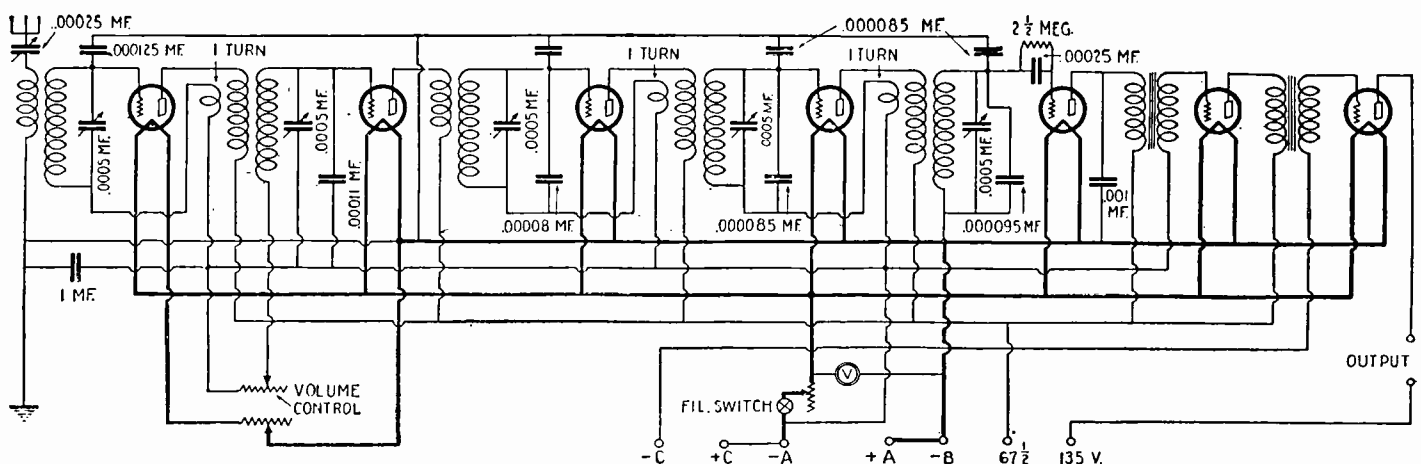 .00025 MF.
.000125 MF.
1 TURN
.000085 MF.
1 TURN
1 TURN
2 1/2 MEG.
.00025 MF.
.0005 MF.
.0005 MF.
.00011 MF.
.0005 MF.
.00008 MF.
.0005 MF.
.000085 MF.
.0005 MF.
.000095 MF.
.001 MF.
1 MF.
VOLUME
CONTROL
FIL. SWITCH
V
OUTPUT
-C
+C
-A
+A
-B
67 1/2
135 V.